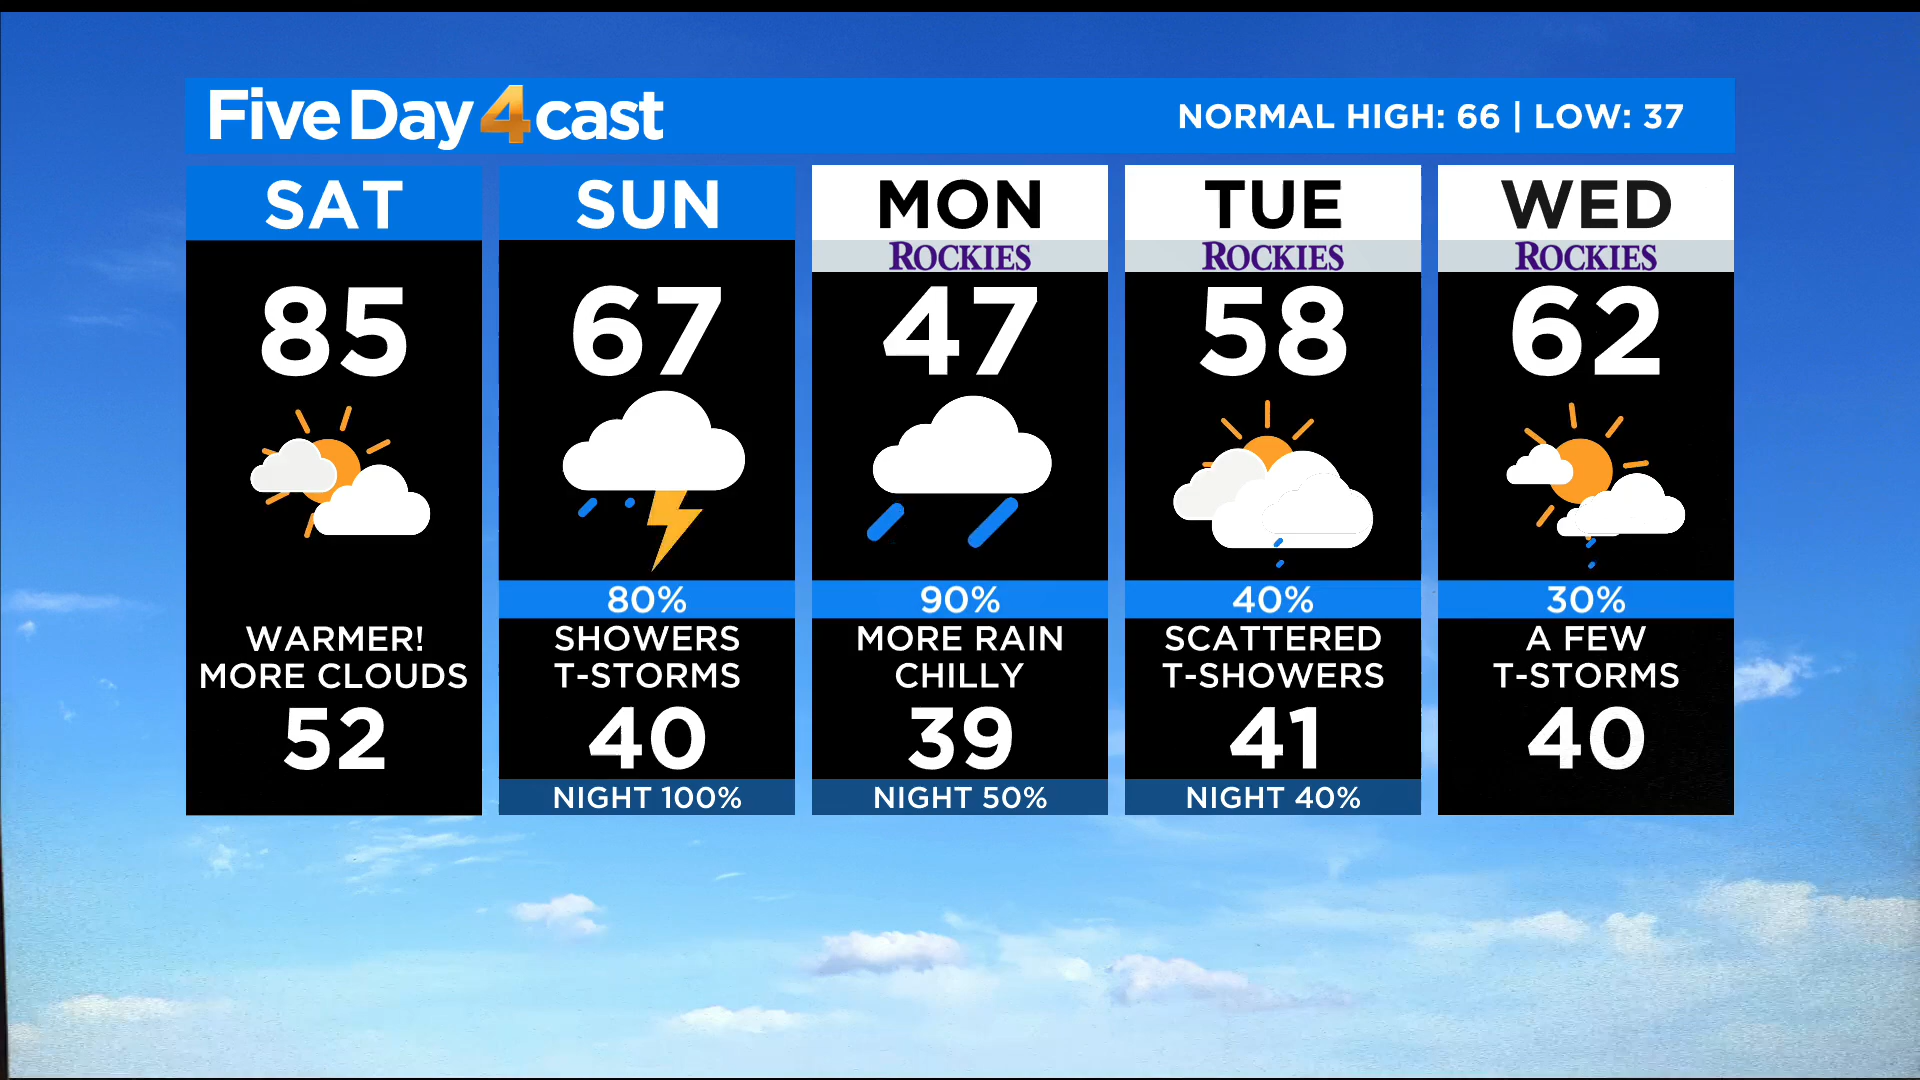 Five Day 4cast
NORMAL HIGH: 66 | LOW: 37
SAT
85
WARMER!
MORE CLOUDS
52
SUN
67
80%
SHOWERS
T-STORMS
40
NIGHT 100%
MON
ROCKIES
47
90%
MORE RAIN
CHILLY
39
NIGHT 50%
TUE
ROCKIES
58
40%
SCATTERED
T-SHOWERS
41
NIGHT 40%
WED
ROCKIES
62
30%
A FEW
T-STORMS
40